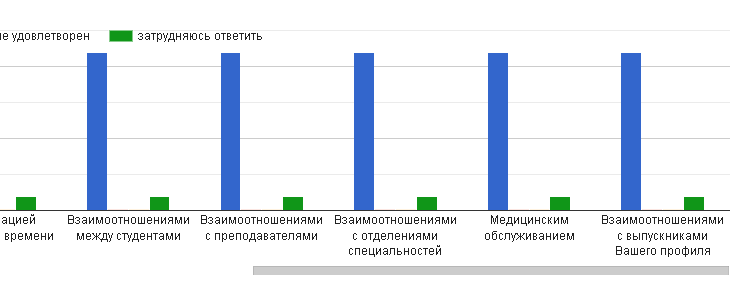 не удовлетворен затрудняюсь ответить
ацией
времени
Взаимоотношениями
между студентами
Взаимоотношениями
с преподавателями
Взаимоотношениями
с отделениями
специальностей
Медицинским
обслуживанием
Взаимоотношениями
с выпускниками
Вашего профиля